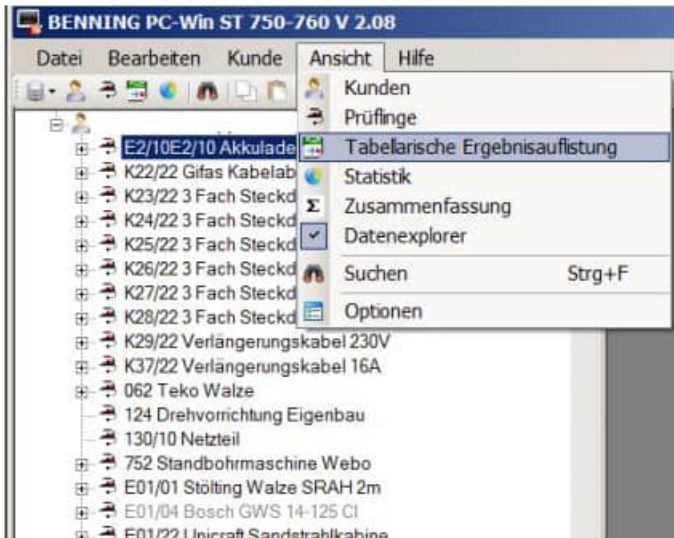 BENNING PC-Win ST 750-760 V 2.08
Datei Bearbeiten Kunde Ansicht Hilfe
Kunden
Prüflinge
Tabellarische Ergebnisauflistung
Statistik
Σ Zusammenfassung
Datenexplorer
Suchen Strg+F
Optionen
E2/10E2/10 Akkulade
K22/22 Gifas Kabelab
K23/22 3 Fach Steckd
K24/22 3 Fach Steckd
K25/22 3 Fach Steckd
K26/22 3 Fach Steckd
K27/22 3 Fach Steckd
K28/22 3 Fach Steckd
K29/22 Verlängerungskabel 230V
K37/22 Verlängerungskabel 16A
062 Teko Walze
124 Drehvorrichtung Eigenbau
130/10 Netzteil
752 Standbohrmaschine Webo
E01/01 Stölting Walze SRAH 2m
E01/04 Bosch GWS 14-125 CI
E01/22 Unicraft Sandstrahlkabine